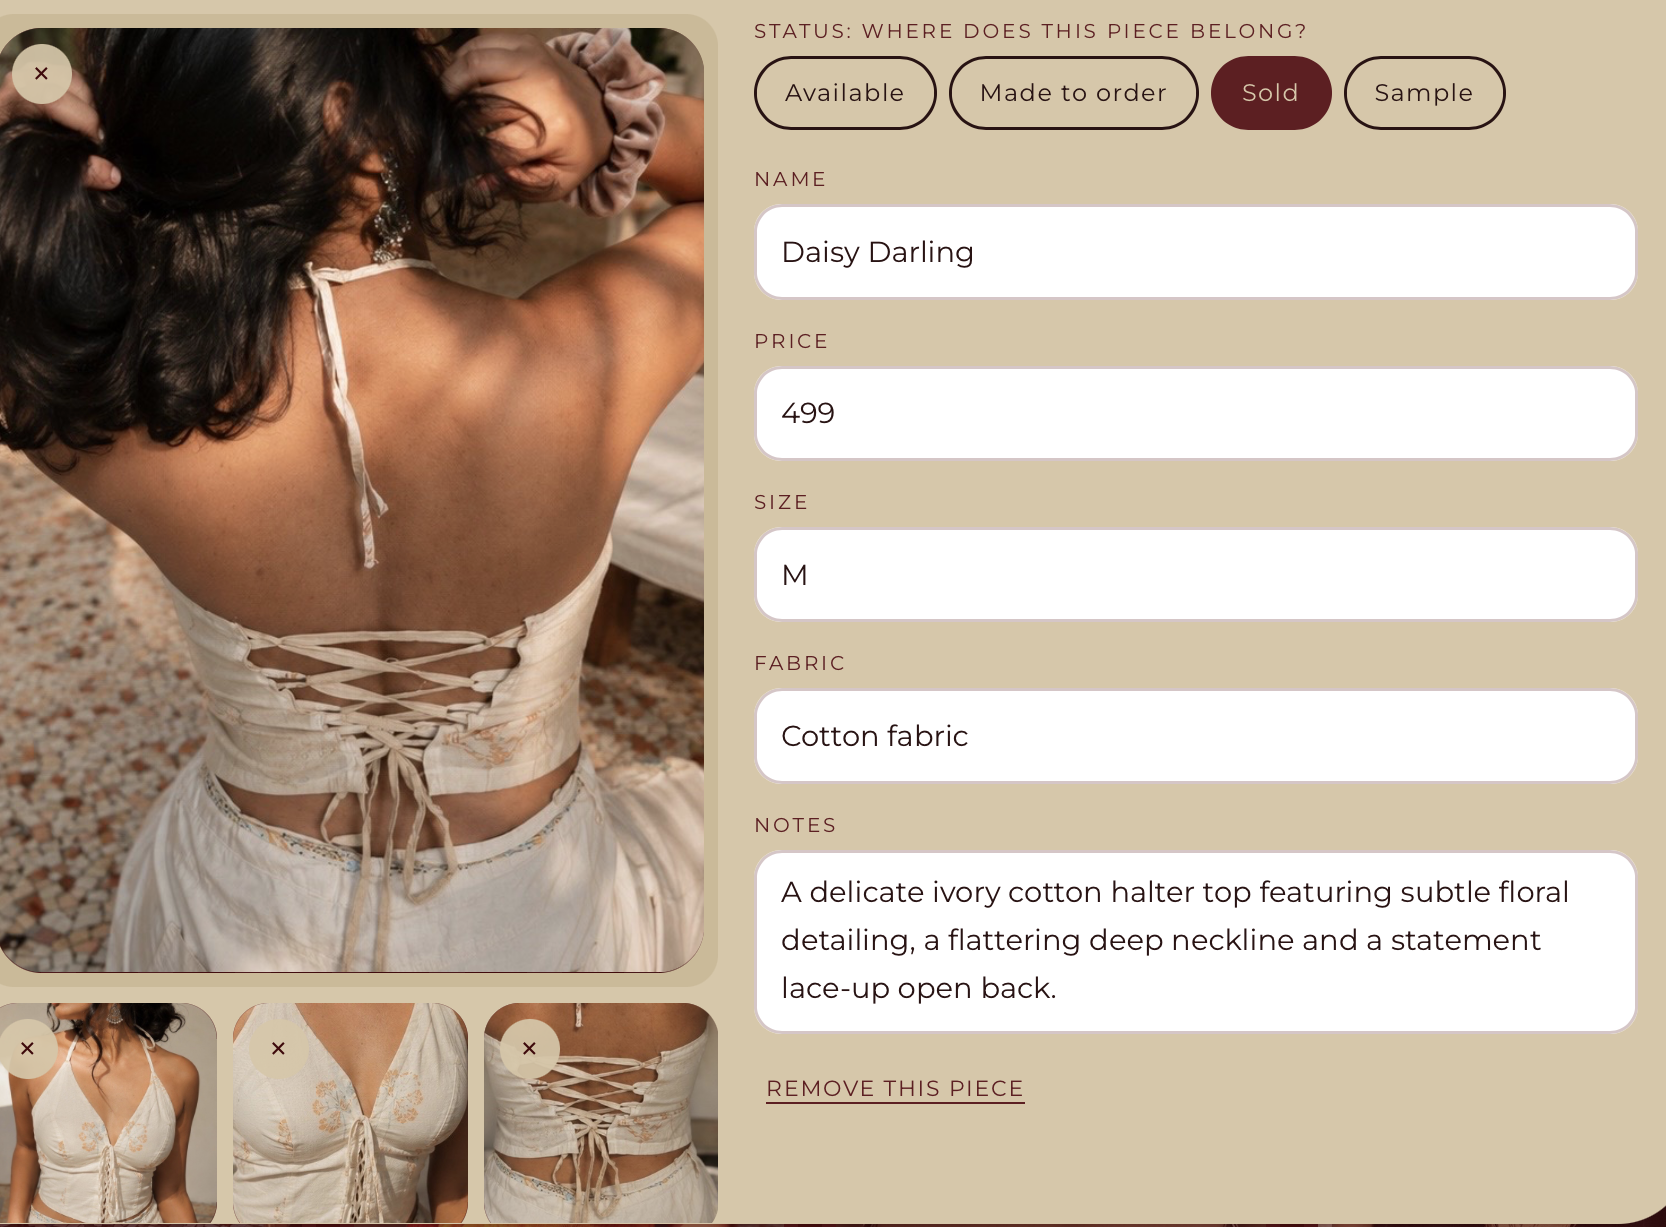 STATUS: WHERE DOES THIS PIECE BELONG?
Available
Made to order
Sold
Sample
NAME
Daisy Darling
PRICE
499
SIZE
M
FABRIC
Cotton fabric
NOTES
A delicate ivory cotton halter top featuring subtle floral
detailing, a flattering deep neckline and a statement
lace-up open back.
REMOVE THIS PIECE